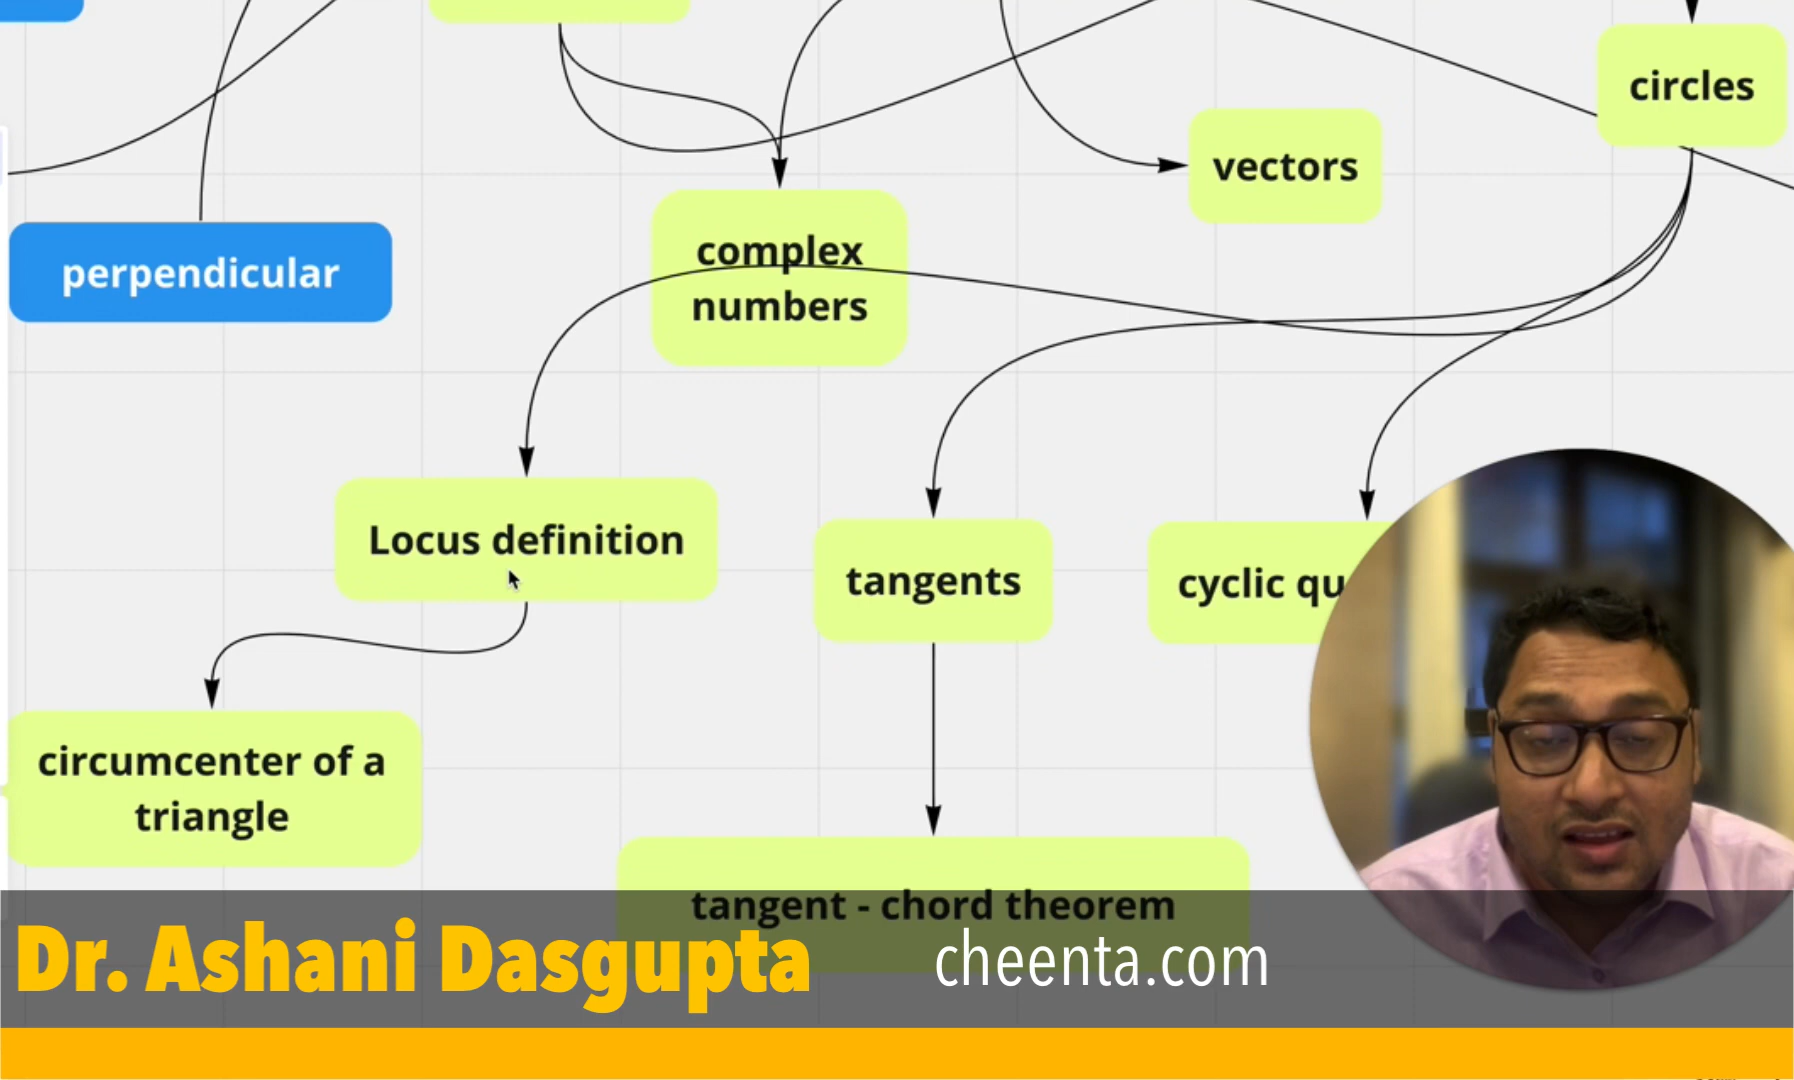 circles
vectors
complex
numbers
perpendicular
Locus definition
tangents
cyclic qu
circumcenter of a
triangle
tangent - chord theorem
Dr. Ashani Dasgupta
cheenta.com